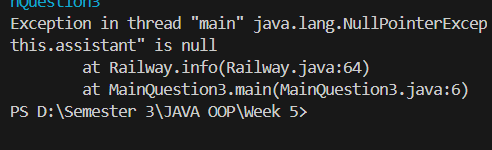 nQuestion3
Exception in thread "main" java.lang.NullPointerExcep
this.assistant" is null
at Railway.info(Railway.java:64)
at MainQuestion3.main(MainQuestion3.java:6)
PS D:\Semester 3\JAVA OOP\Week 5>